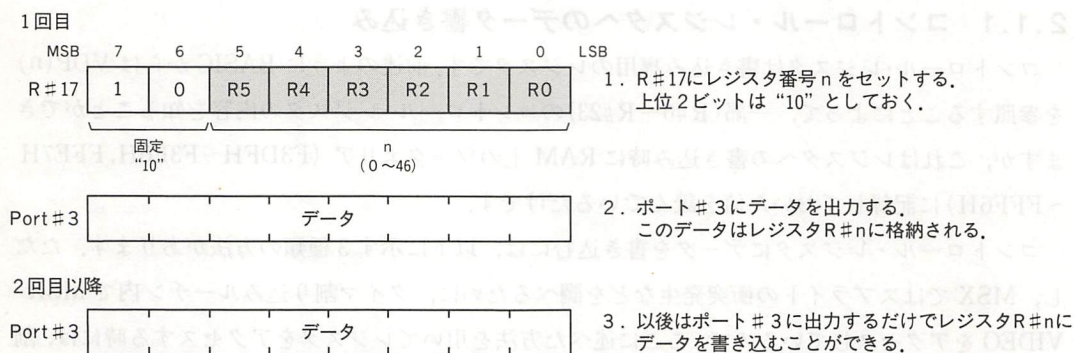 1回目
MSB 7 6 5 4 3 2 1 0 LSB
R#17 1 0 R5 R4 R3 R2 R1 R0
固定
“10”
n
(0～46)
1．R#17にレジスタ番号nをセットする．
上位2ビットは“10”としておく．
Port#3 データ
2．ポート#3にデータを出力する．
このデータはレジスタR#nに格納される．
2回目以降
Port#3 データ
3．以後はポート#3に出力するだけでレジスタR#nに
データを書き込むことができる．